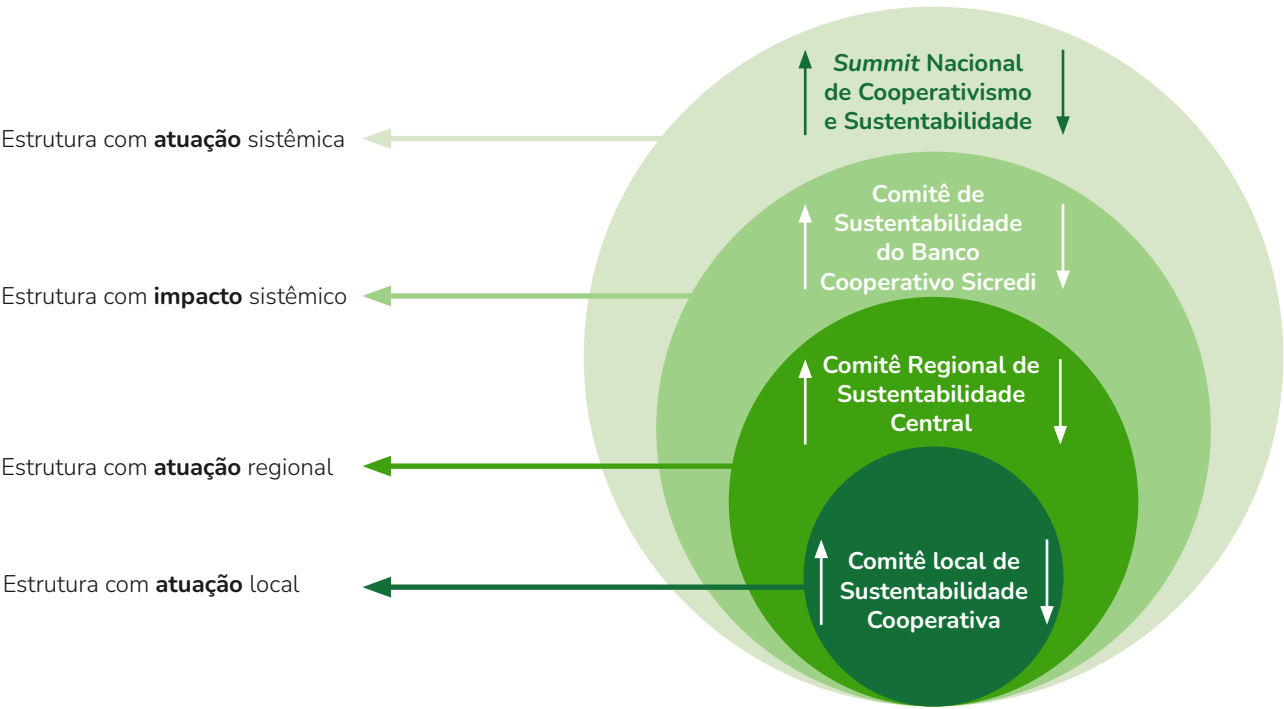 Estrutura com atuação sistêmica
Summit Nacional
de Cooperativismo
e Sustentabilidade
Estrutura com impacto sistêmico
Comitê de
Sustentabilidade
do Banco
Cooperativo Sicredi
Estrutura com atuação regional
Comitê Regional de
Sustentabilidade
Central
Estrutura com atuação local
Comitê local de
Sustentabilidade
Cooperativa